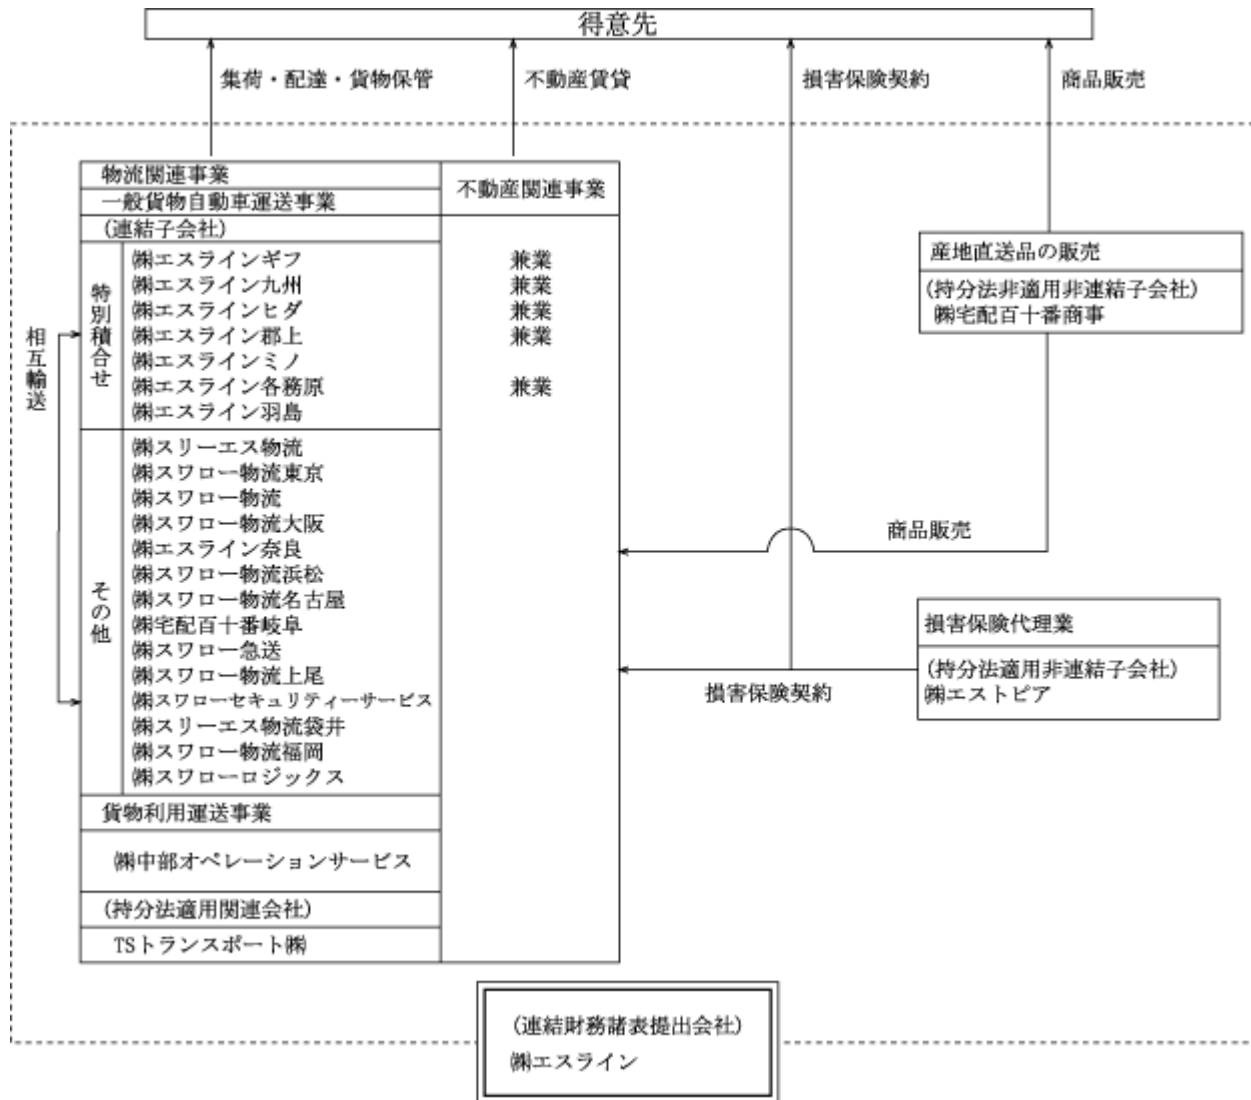 得意先
集荷・配達・貨物保管
不動産賃貸
損害保険契約
商品販売
物流関連事業
不動産関連事業
一般貨物自動車運送事業
(連結子会社)
特別積合せ
㈱エスラインギフ 兼業
㈱エスライン九州 兼業
㈱エスラインヒダ 兼業
㈱エスライン郡上 兼業
㈱エスラインミノ
㈱エスライン各務原 兼業
㈱エスライン羽島
相互輸送
その他
㈱スリーエス物流
㈱スワロー物流東京
㈱スワロー物流
㈱スワロー物流大阪
㈱エスライン奈良
㈱スワロー物流浜松
㈱スワロー物流名古屋
㈱宅配百十番岐阜
㈱スワロー急送
㈱スワロー物流上尾
㈱スワローセキュリティーサービス
㈱スリーエス物流袋井
㈱スワロー物流福岡
㈱スワローロジックス
貨物利用運送事業
㈱中部オペレーションサービス
(持分法適用関連会社)
TSトランスポート㈱
産地直送品の販売
(持分法非適用非連結子会社)
㈱宅配百十番商事
商品販売
損害保険代理業
(持分法適用非連結子会社)
㈱エストピア
損害保険契約
(連結財務諸表提出会社)
㈱エスライン